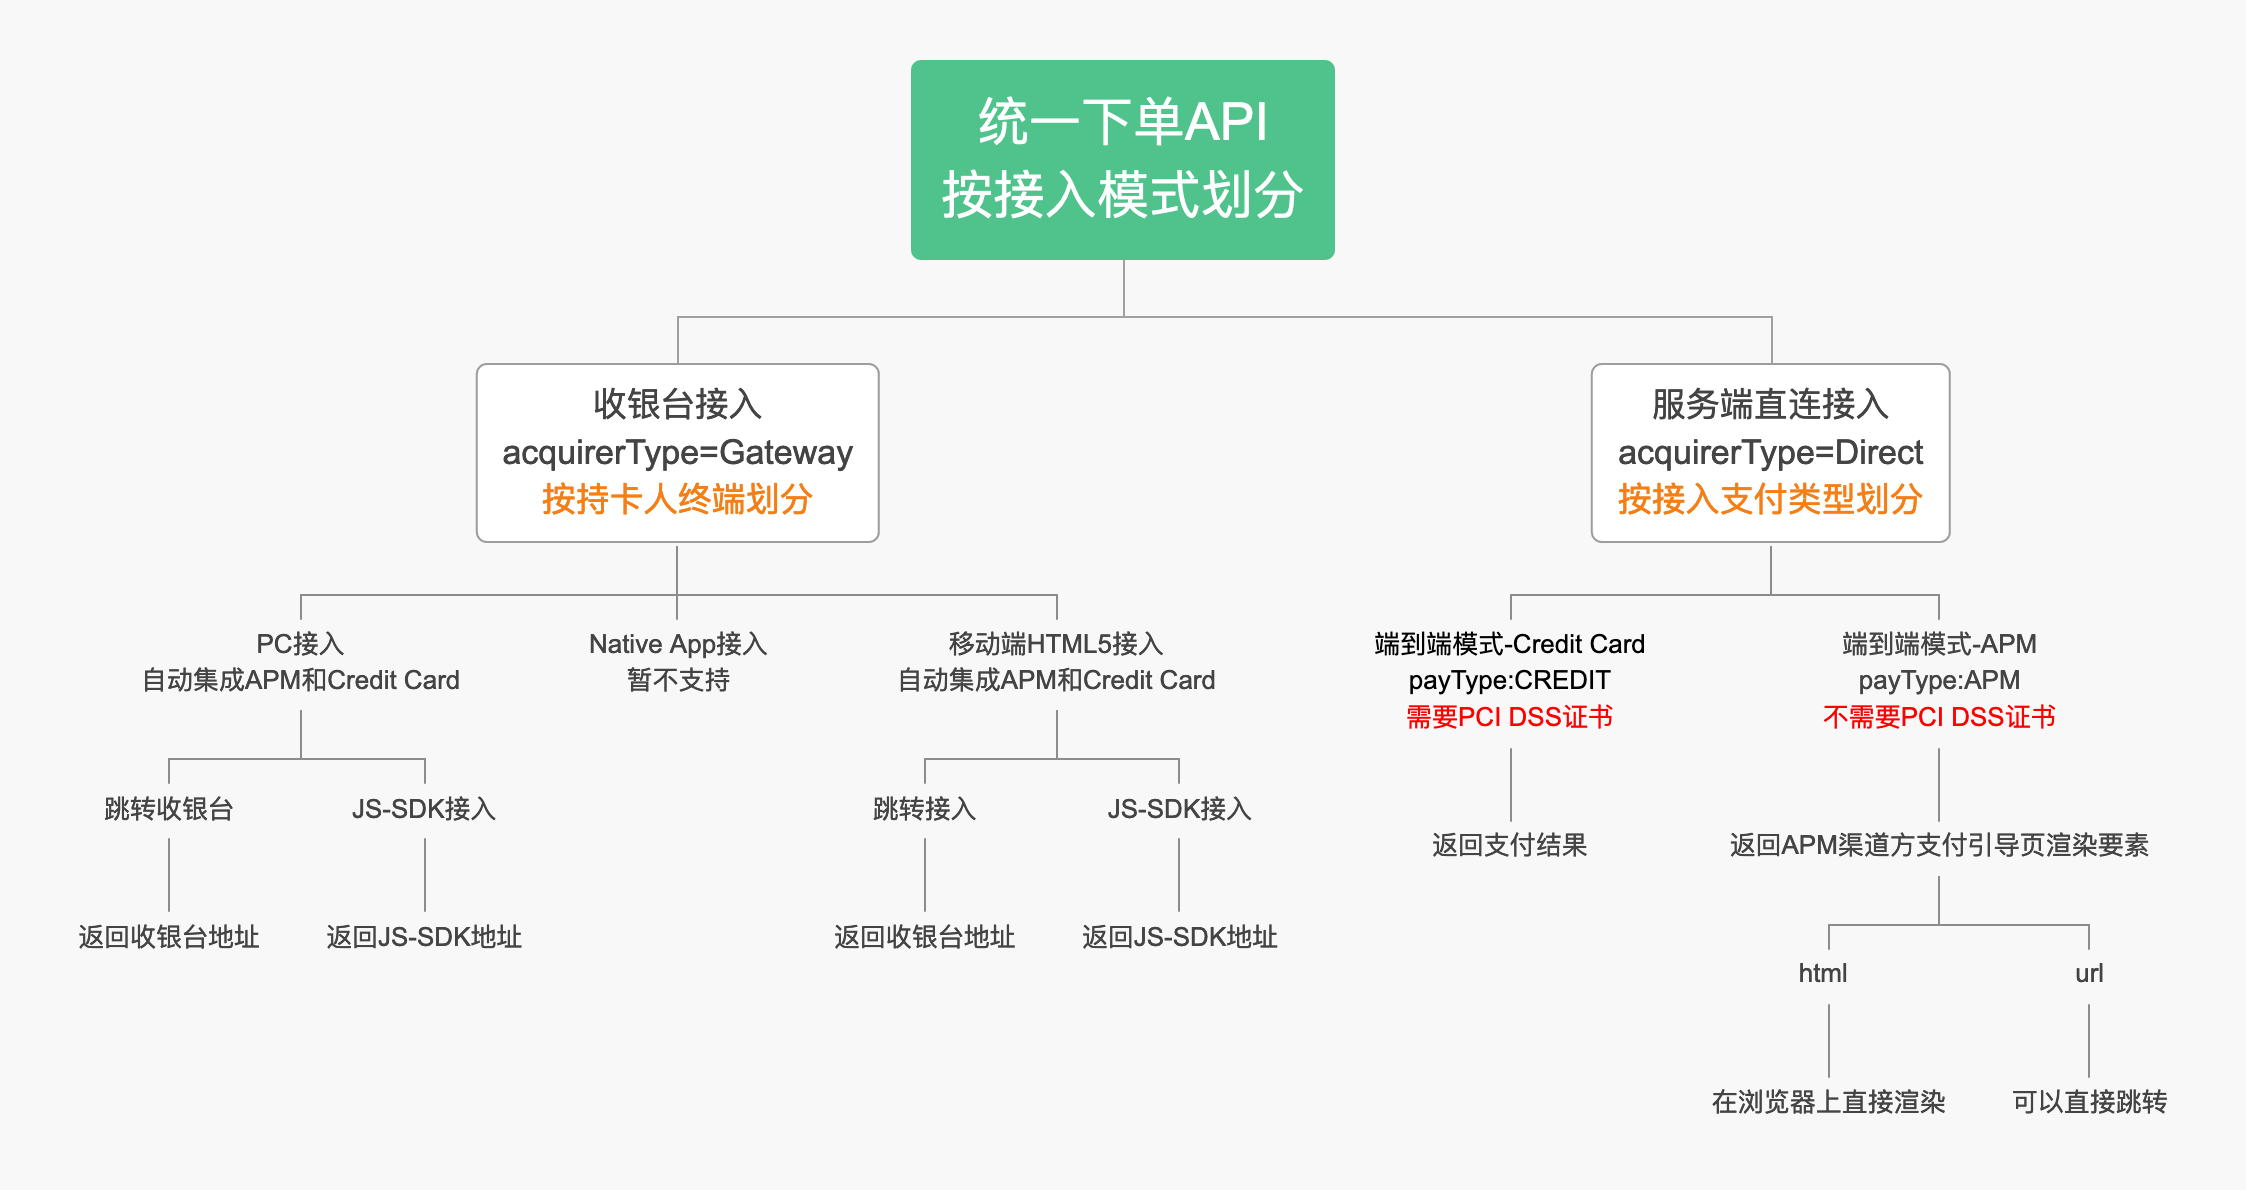 统一下单API
按接入模式划分
收银台接入
acquirerType=Gateway
按持卡人终端划分
服务端直连接入
acquirerType=Direct
按接入支付类型划分
PC接入
自动集成APM和Credit Card
Native App接入
暂不支持
移动端HTML5接入
自动集成APM和Credit Card
端到端模式-Credit Card
payType:CREDIT
需要PCI DSS证书
端到端模式-APM
payType:APM
不需要PCI DSS证书
跳转收银台
JS-SDK接入
跳转接入
JS-SDK接入
返回支付结果
返回APM渠道方支付引导页渲染要素
返回收银台地址
返回JS-SDK地址
返回收银台地址
返回JS-SDK地址
html
url
在浏览器上直接渲染
可以直接跳转